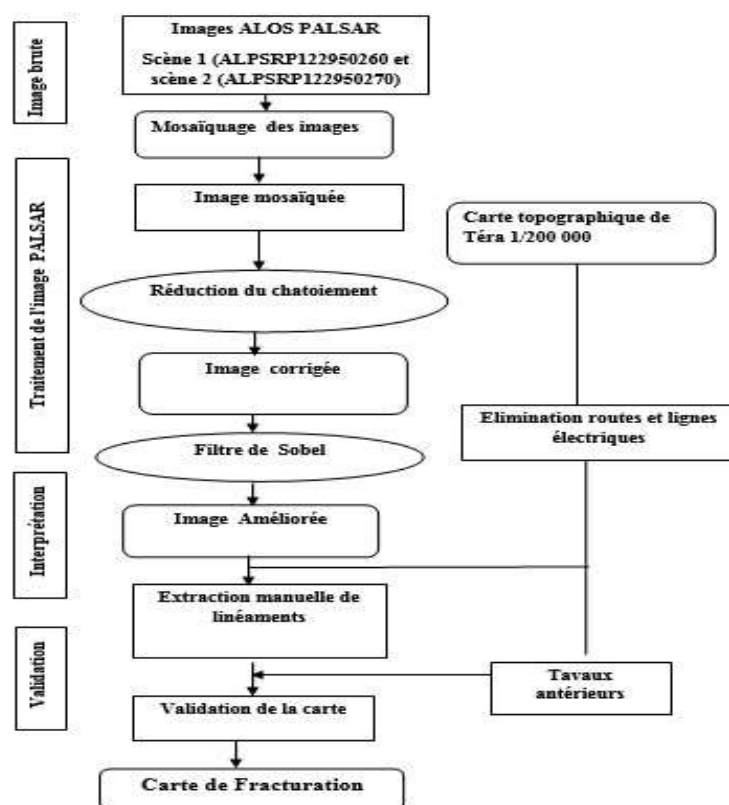 Image brute
Images ALOS PALSAR
Scène 1 (ALPSRP122950260 et
scène 2 (ALPSRP122950270)
Mosaïquage des images
Traitement de l'image PALSAR
Image mosaïquée
Carte topographique de
Téra 1/200 000
Réduction du chatoiement
Image corrigée
Elimination routes et lignes
électriques
Filtre de Sobel
Interprétation
Image Améliorée
Extraction manuelle de
linéaments
Validation
Tavaux
antérieurs
Validation de la carte
Carte de Fracturation